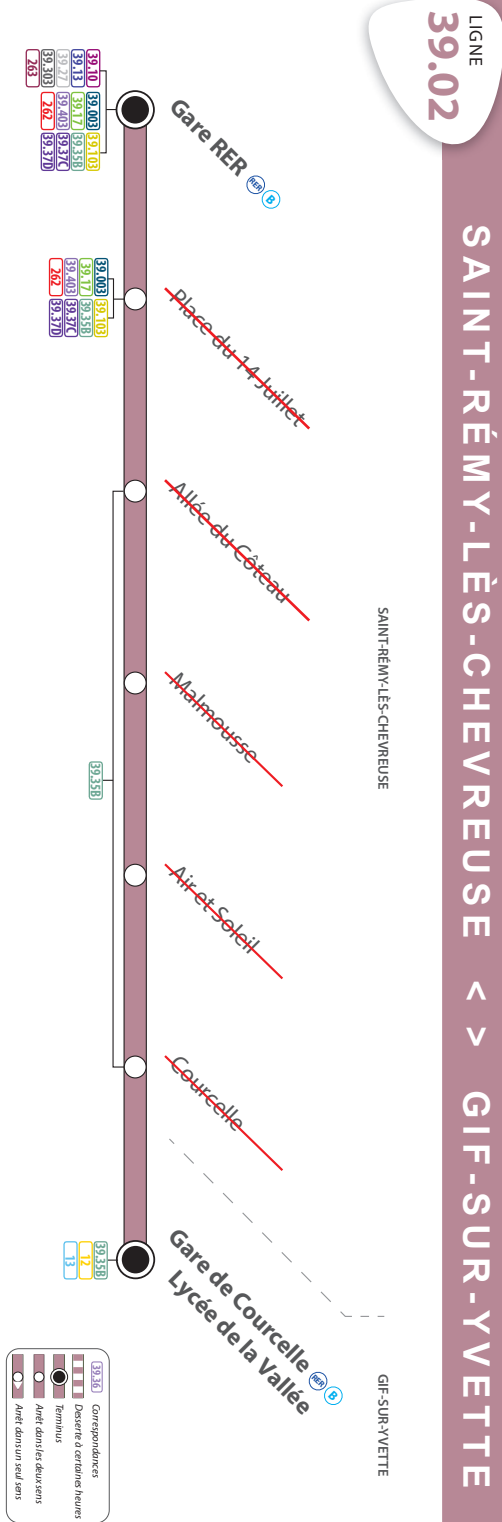 LIGNE
39.02
SAINT-RÉMY-LÈS-CHEVREUSE < > GIF-SUR-YVETTE
SAINT-RÉMY-LÈS-CHEVREUSE
GIF-SUR-YVETTE
Gare RER RER B
Place du 14 Juillet
Allée du Côteau
Malmousse
Air et Soleil
Courcelle
Gare de Courcelle RER B
Lycée de la Vallée
39.10 39.003 39.103
39.13 39.17 39.35B
39.27 39.403 39.37C
39.303 262 39.37D
263
39.003 39.103
39.17 39.35B
39.403 39.37C
262 39.37D
39.35B
39.35B
12
13
39.36 Correspondances
Desserte à certaines heures
Terminus
Arrêt dans les deux sens
Arrêt dans un seul sens